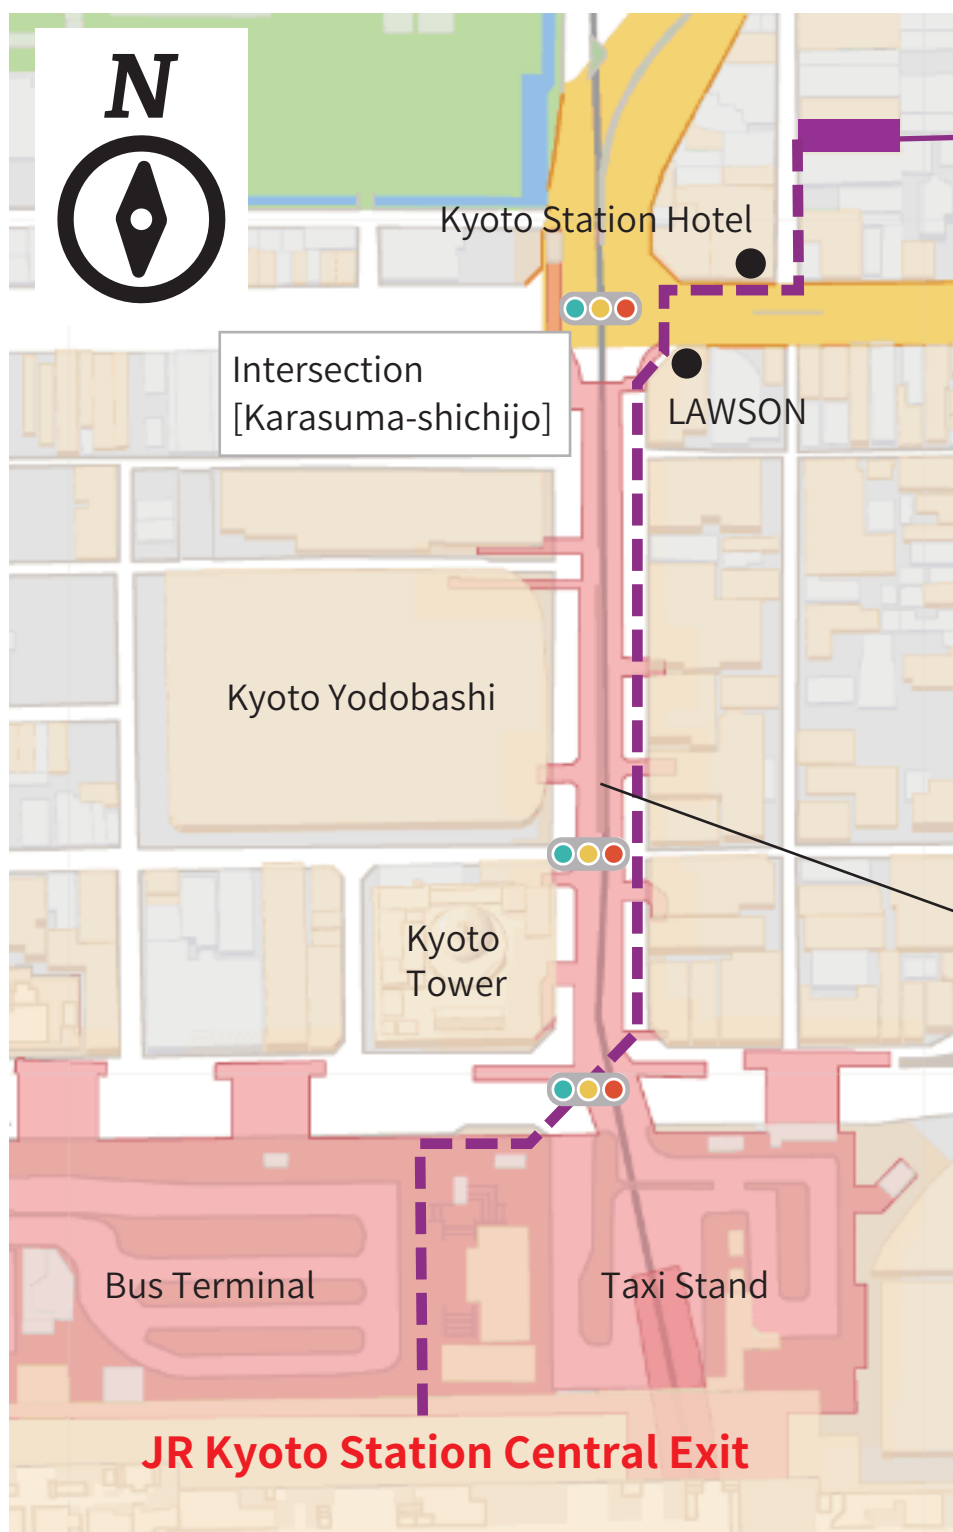 N
Kyoto Station Hotel
Intersection
[Karasuma-shichijo]
LAWSON
Kyoto Yodobashi
Kyoto
Tower
Bus Terminal
Taxi Stand
JR Kyoto Station Central Exit